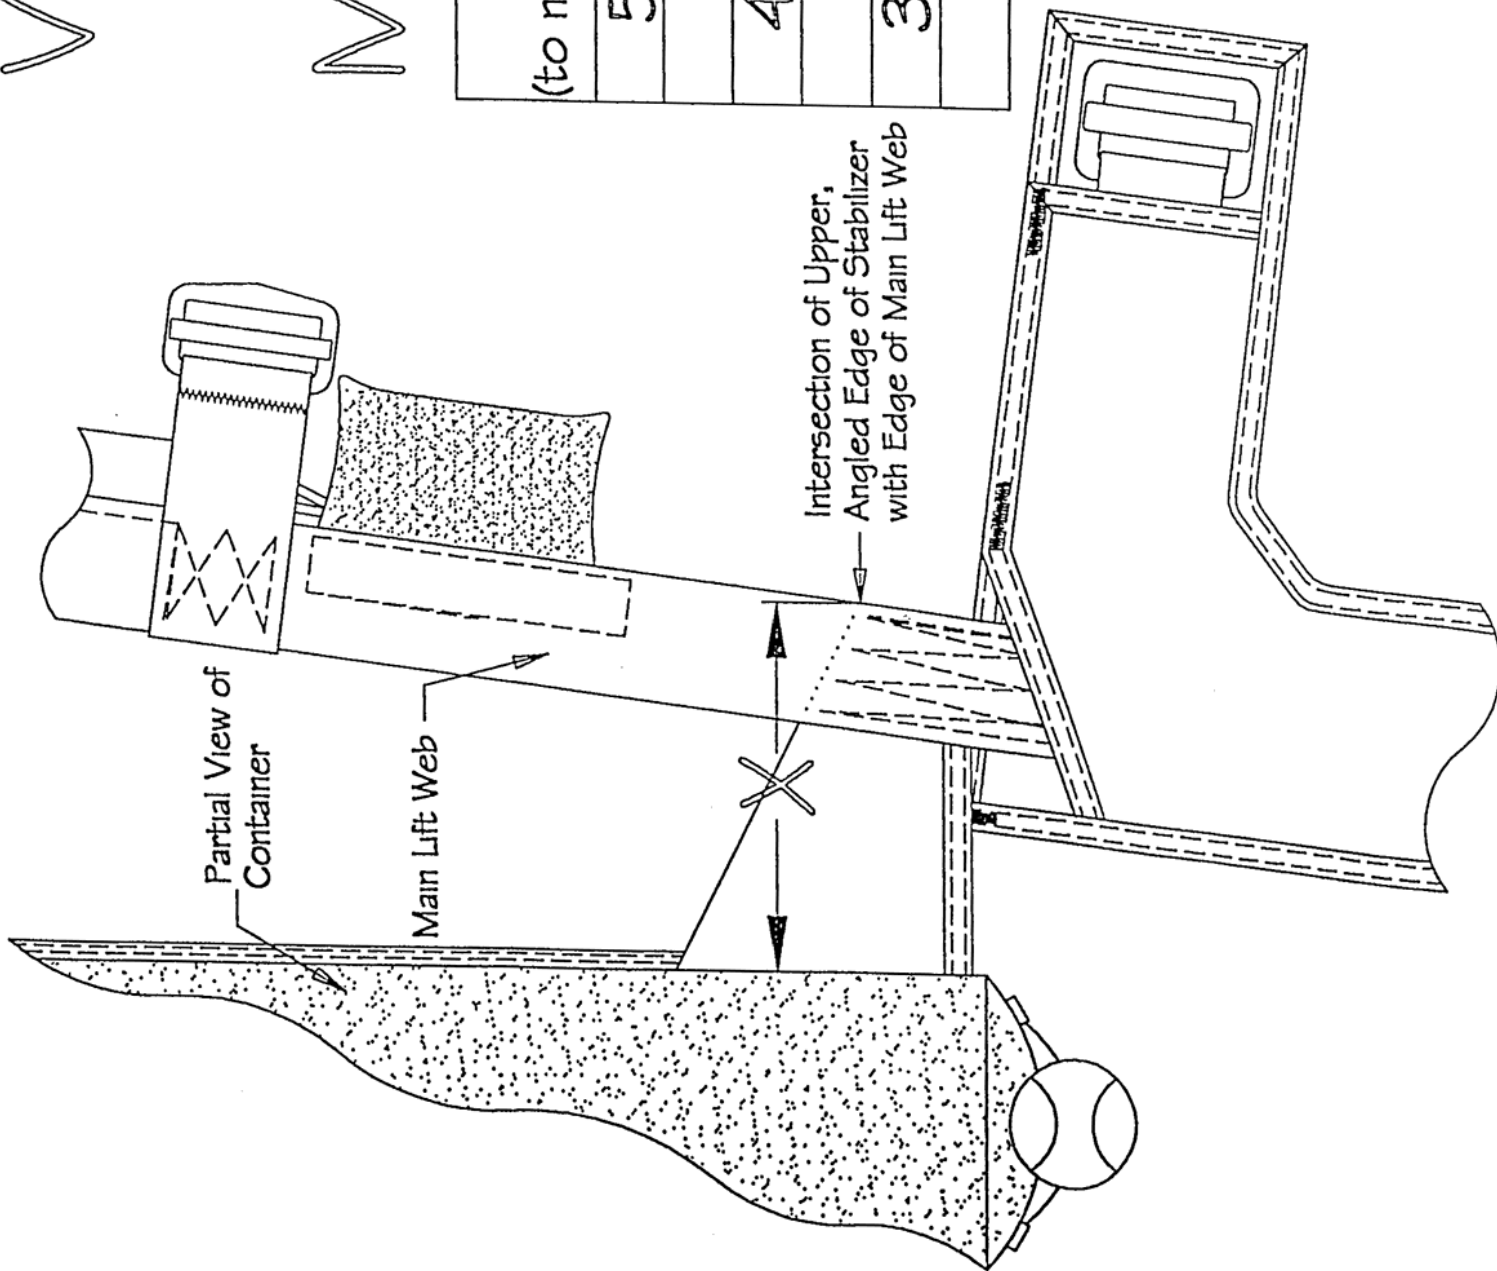 (to n
5
4
3
Intersection of Upper,
Angled Edge of Stabilizer
with Edge of Main Lift Web
Partial View of
Container
Main Lift Web
X